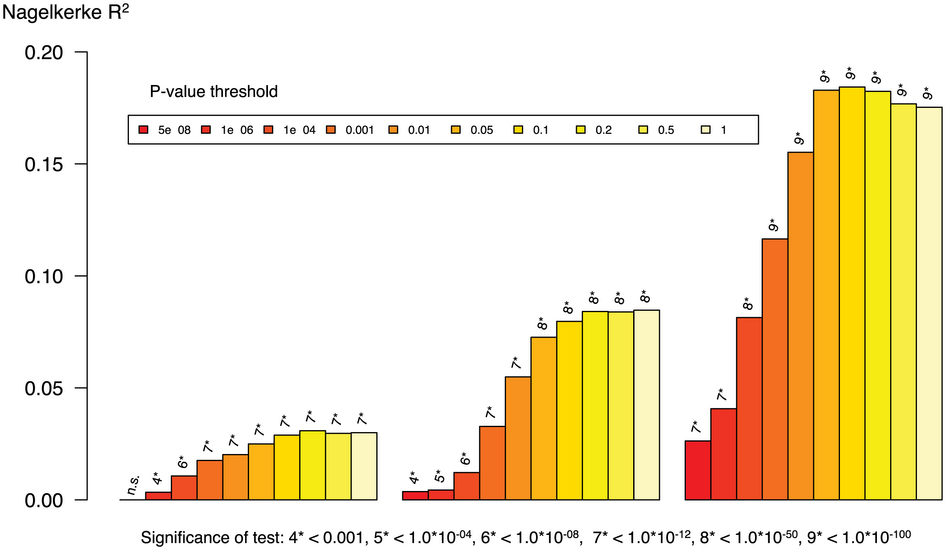 Nagelkerke R²
0.20
0.15
0.10
0.05
0.00
P-value threshold
5e 08 1e 06 1e 04 0.001 0.01 0.05 0.1 0.2 0.5 1
n.s. 4* 6* 7* 7* 7* 7* 7* 7* 7*
4* 5* 6* 7* 7* 8* 8* 8* 8* 8*
7* 7* 8* 9* 9* 9* 9* 9* 9* 9*
Significance of test: 4* < 0.001, 5* < 1.0*10⁻⁰⁴, 6* < 1.0*10⁻⁰⁸, 7* < 1.0*10⁻¹², 8* < 1.0*10⁻⁵⁰, 9* < 1.0*10⁻¹⁰⁰